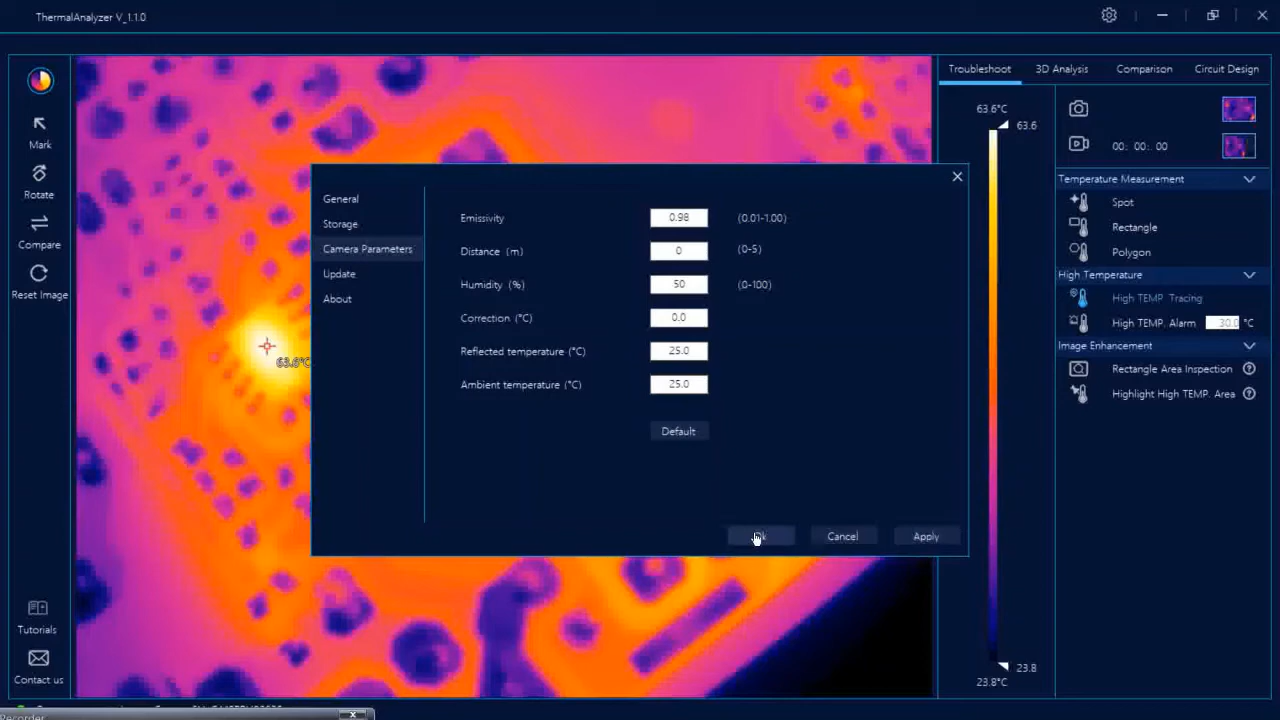 ThermalAnalyzer V_1.1.0
Mark
Rotate
Compare
Reset Image
Tutorials
Contact us
63.6°C
General
Storage
Camera Parameters
Update
About
Emissivity 0.98 (0.01-1.00)
Distance (m) 0 (0-5)
Humidity (%) 50 (0-100)
Correction (°C) 0.0
Reflected temperature (°C) 25.0
Ambient temperature (°C) 25.0
Default
Cancel
Apply
63.6°C
63.6
23.8
23.8°C
Troubleshoot 3D Analysis Comparison Circuit Design
00: 00: 00
Temperature Measurement
Spot
Rectangle
Polygon
High Temperature
High TEMP Tracing
High TEMP. Alarm 30.0 °C
Image Enhancement
Rectangle Area Inspection ?
Highlight High TEMP. Area ?
Recorder